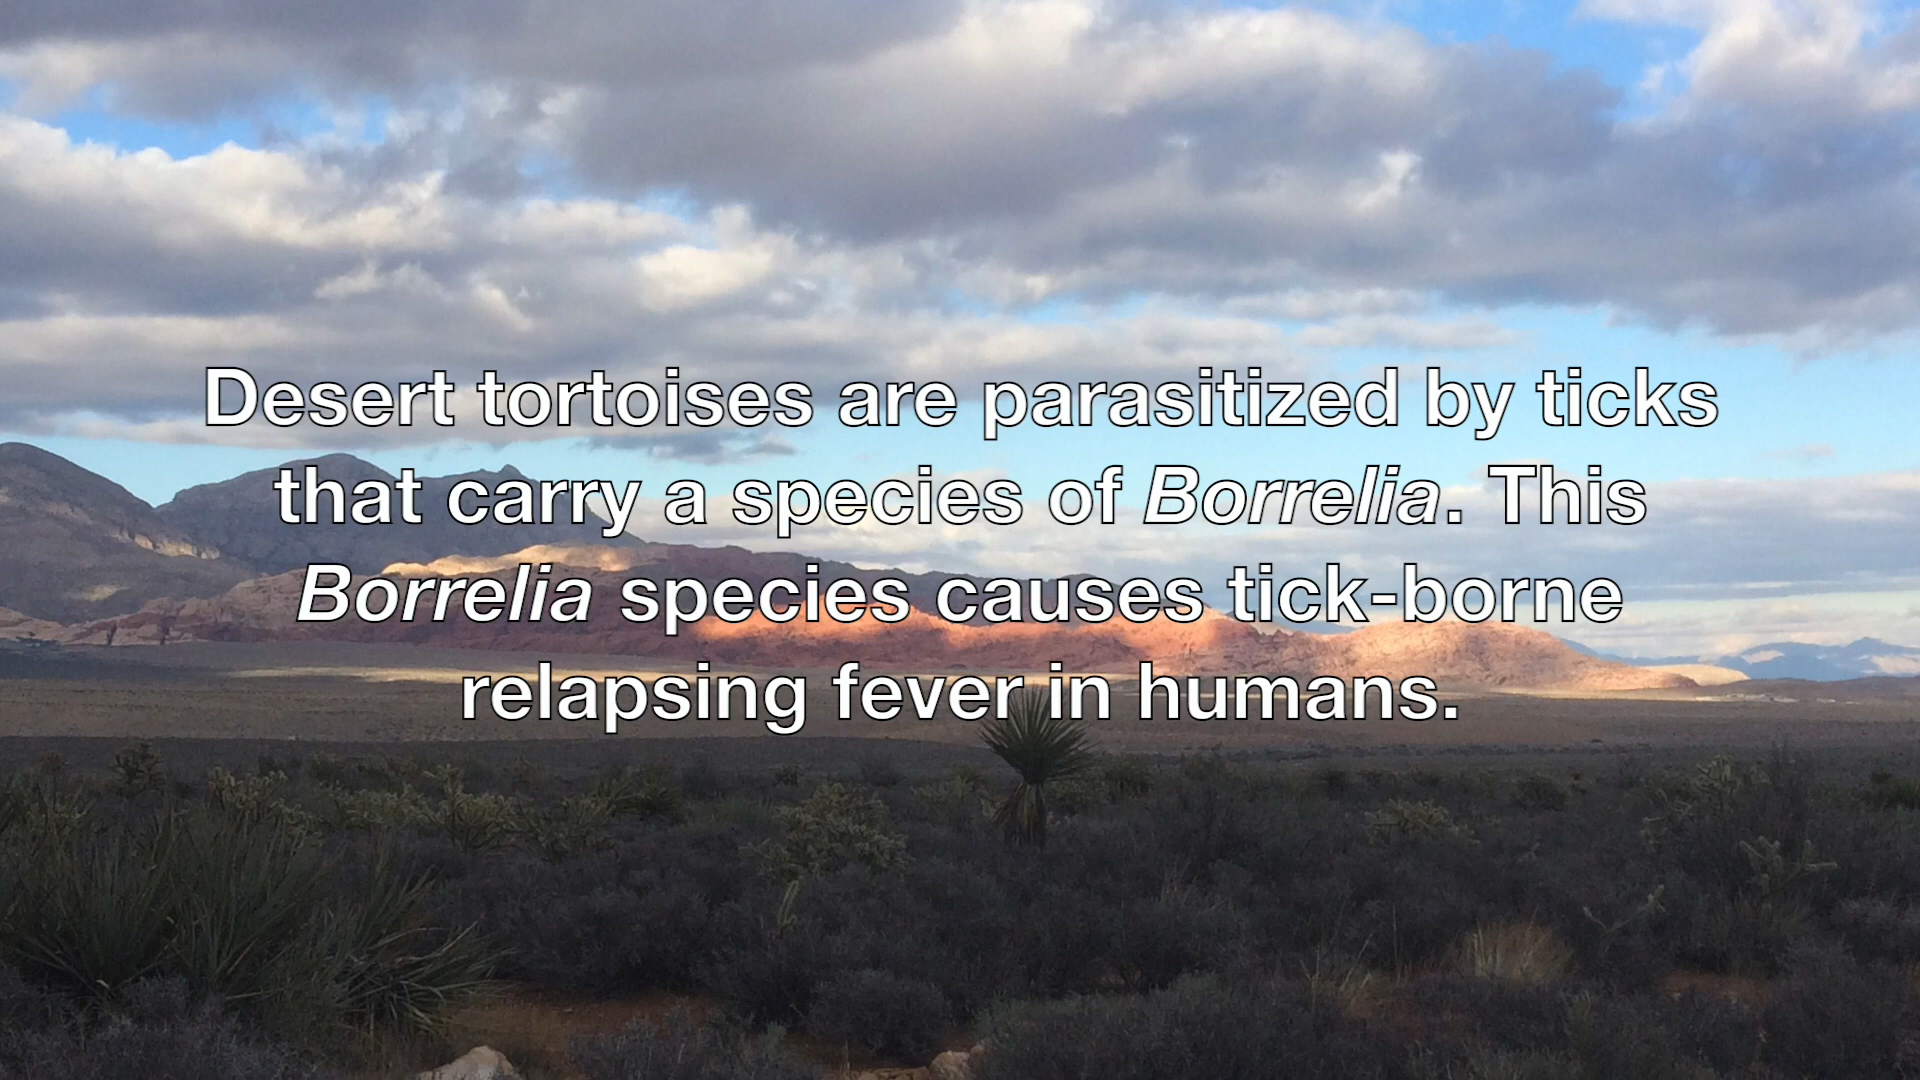 Desert tortoises are parasitized by ticks
that carry a species of Borrelia. This
Borrelia species causes tick-borne
relapsing fever in humans.